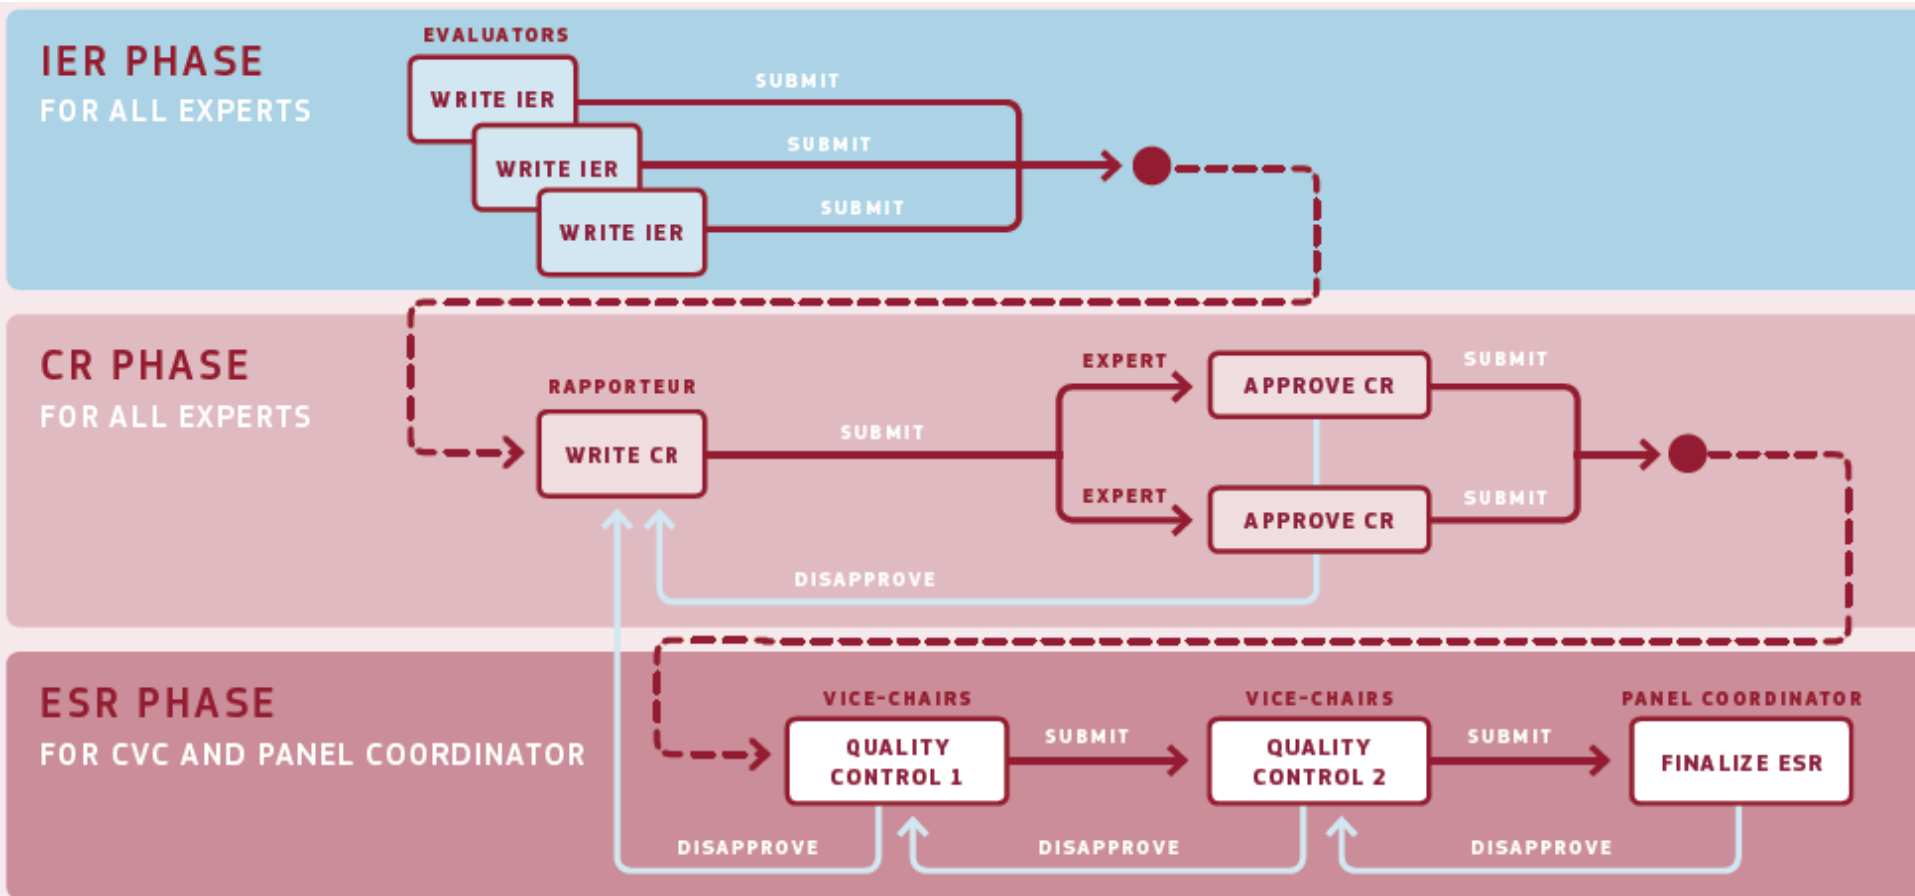 IER PHASE
FOR ALL EXPERTS
EVALUATORS
WRITE IER
SUBMIT
WRITE IER
SUBMIT
WRITE IER
SUBMIT
CR PHASE
FOR ALL EXPERTS
RAPPORTEUR
WRITE CR
SUBMIT
EXPERT
APPROVE CR
SUBMIT
EXPERT
APPROVE CR
SUBMIT
DISAPPROVE
ESR PHASE
FOR CVC AND PANEL COORDINATOR
VICE-CHAIRS
QUALITY
CONTROL 1
SUBMIT
VICE-CHAIRS
QUALITY
CONTROL 2
SUBMIT
PANEL COORDINATOR
FINALIZE ESR
DISAPPROVE
DISAPPROVE
DISAPPROVE